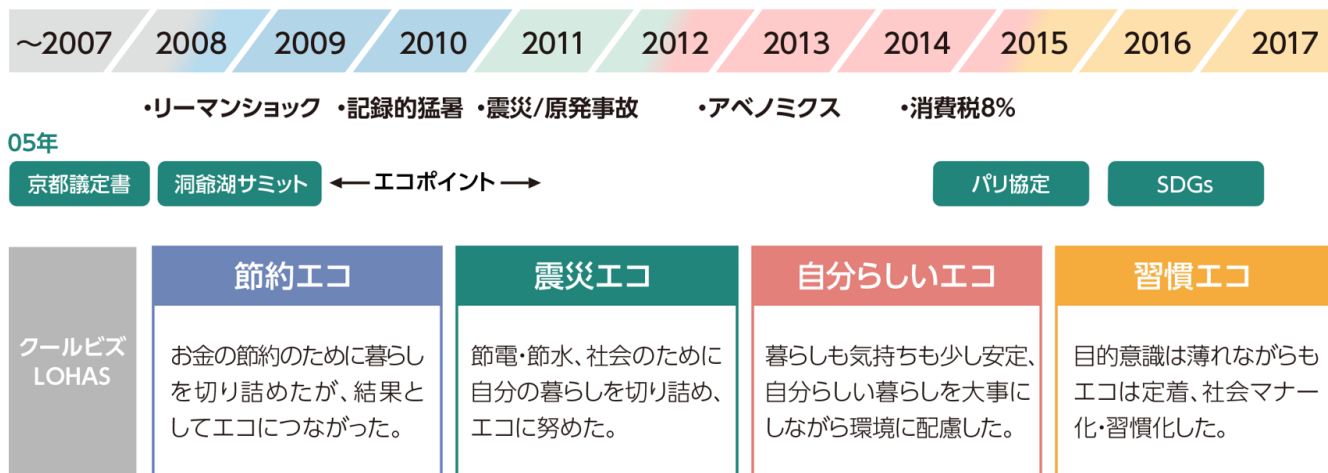 ～2007 2008 2009 2010 2011 2012 2013 2014 2015 2016 2017
・リーマンショック ・記録的猛暑 ・震災/原発事故 ・アベノミクス ・消費税8%
05年
京都議定書 洞爺湖サミット ←エコポイント→ パリ協定 SDGs
クールビズ
LOHAS
節約エコ
お金の節約のために暮らし
を切り詰めたが、結果と
してエコにつながった。
震災エコ
節電・節水、社会のために
自分の暮らしを切り詰め、
エコに努めた。
自分らしいエコ
暮らしも気持ちも少し安定、
自分らしい暮らしを大事に
しながら環境に配慮した。
習慣エコ
目的意識は薄れながらも
エコは定着、社会マナー
化・習慣化した。